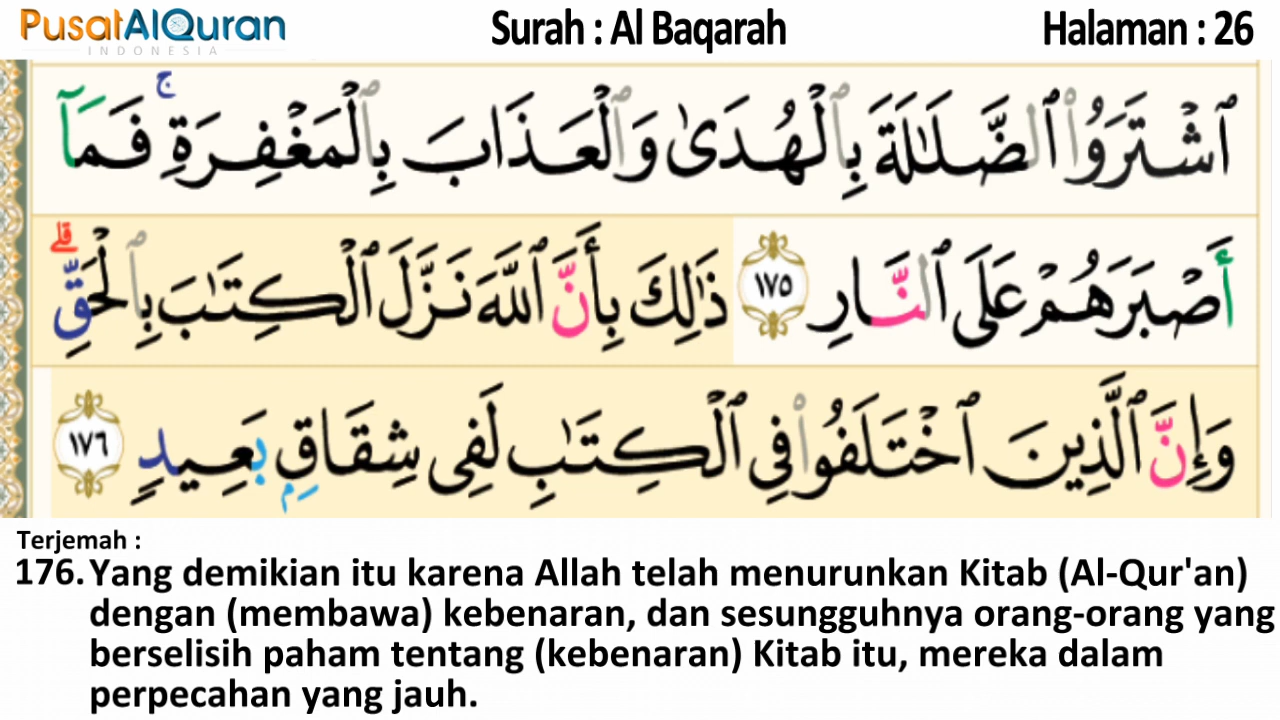 PusatAlQuran
INDONESIA
Surah : Al Baqarah
Halaman : 26
ٱشْتَرَوُا۟ ٱلضَّلَـٰلَةَ بِٱلْهُدَىٰ وَٱلْعَذَابَ بِٱلْمَغْفِرَةِ ۚ فَمَآ
أَصْبَرَهُمْ عَلَى ٱلنَّارِ ١٧٥ ذَٰلِكَ بِأَنَّ ٱللَّهَ نَزَّلَ ٱلْكِتَـٰبَ بِٱلْحَقِّ ۗ
وَإِنَّ ٱلَّذِينَ ٱخْتَلَفُوا۟ فِى ٱلْكِتَـٰبِ لَفِى شِقَاقٍۭ بَعِيدٍ ١٧٦
Terjemah :
176. Yang demikian itu karena Allah telah menurunkan Kitab (Al-Qur'an)
dengan (membawa) kebenaran, dan sesungguhnya orang-orang yang
berselisih paham tentang (kebenaran) Kitab itu, mereka dalam
perpecahan yang jauh.